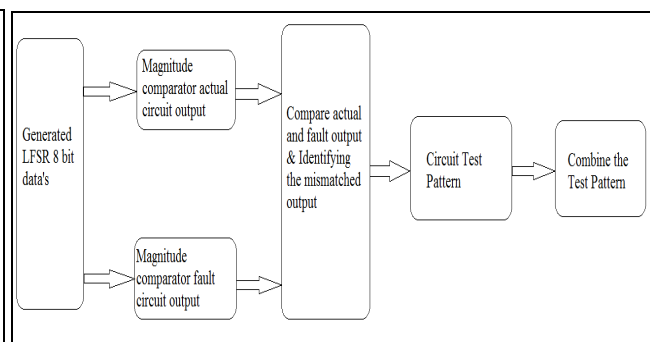 Generated
LFSR 8 bit
data's
Magnitude
comparator actual
circuit output
Magnitude
comparator fault
circuit output
Compare actual
and fault output
& Identifying
the mismatched
output
Circuit Test
Pattern
Combine the
Test Pattern